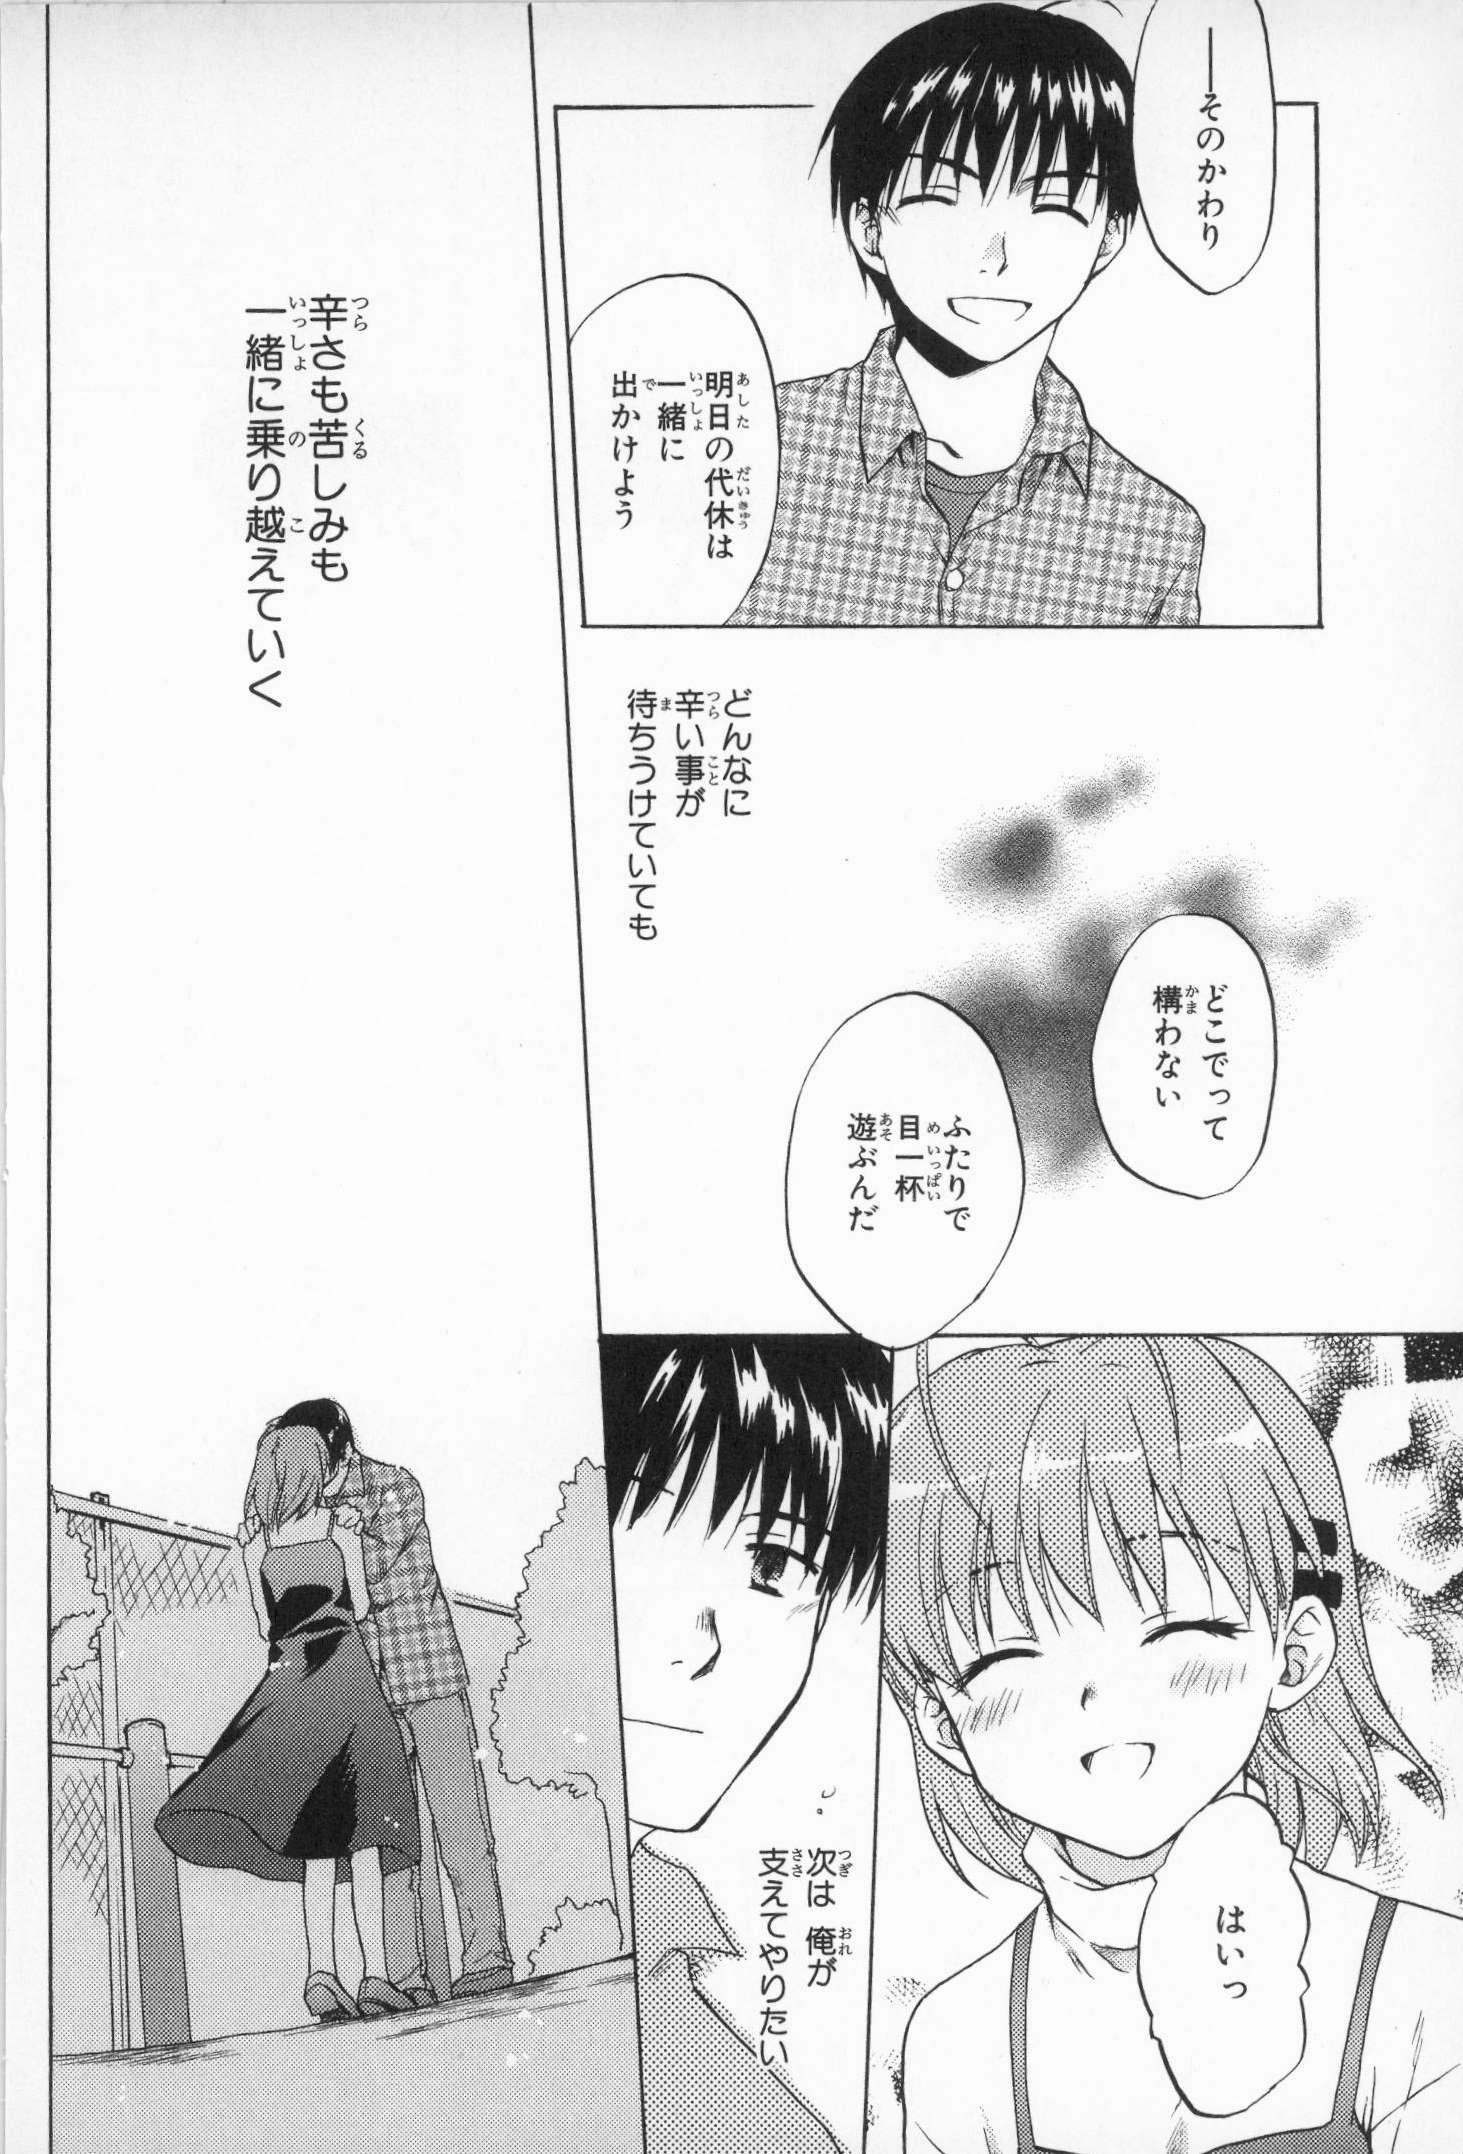 ――そのかわり
明日の代休は
一緒に
出かけよう
どこでって
構わない
ふたりで
目一杯
遊ぶんだ
どんなに
辛い事が
待ちうけていても
はいっ
次は 俺が
支えてやりたい
辛さも苦しみも
一緒に乗り越えていく